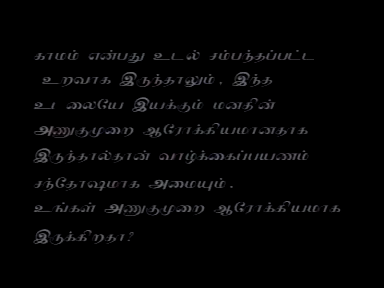 காமம் என்பது உடல் சம்பந்தப்பட்ட
உறவாக இருந்தாலும், இந்த
உடலையே இயக்கும் மனதின்
அணுகுமுறை ஆரோக்கியமானதாக
இருந்தால்தான் வாழ்க்கைப்பயணம்
சந்தோஷமாக அமையும்.
உங்கள் அணுகுமுறை ஆரோக்கியமாக
இருக்கிறதா?